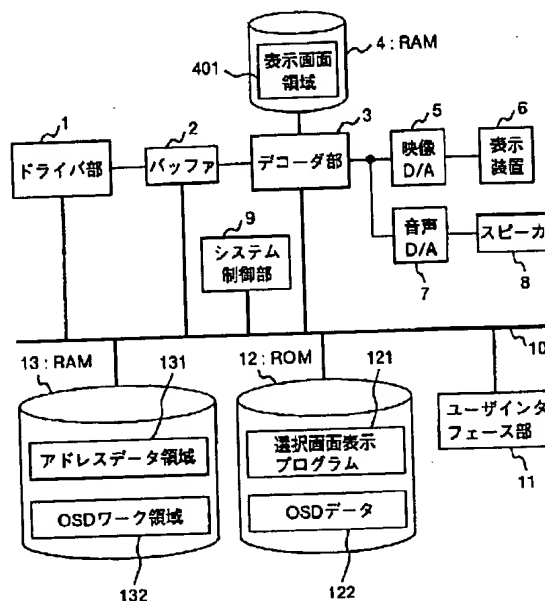 4 : RAM
401
表示画面
領域
1
ドライバ部
2
バッファ
3
デコーダ部
5
映像
D/A
6
表示
装置
9
システム
制御部
音声
D/A
7
スピーカ
8
10
13 : RAM
131
アドレスデータ領域
OSDワーク領域
132
12 : ROM
121
選択画面表示
プログラム
OSDデータ
122
ユーザインタ
フェース部
11